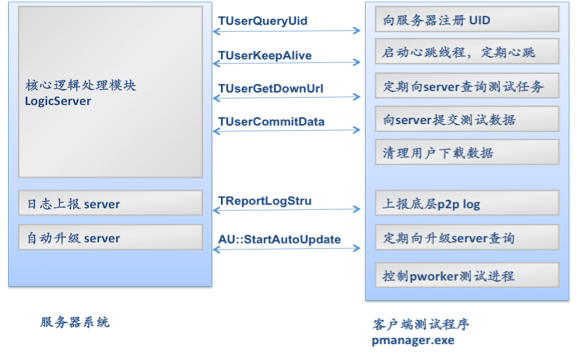 核心逻辑处理模块
LogicServer
日志上报 server
自动升级 server
服务器系统
TUserQueryUid
TUserKeepAlive
TUserGetDownUrl
TUserCommitData
TReportLogStru
AU::StartAutoUpdate
向服务器注册 UID
启动心跳线程，定期心跳
定期向server查询测试任务
向server提交测试数据
清理用户下载数据
上报底层p2p log
定期向升级server查询
控制pworker测试进程
客户端测试程序
pmanager.exe